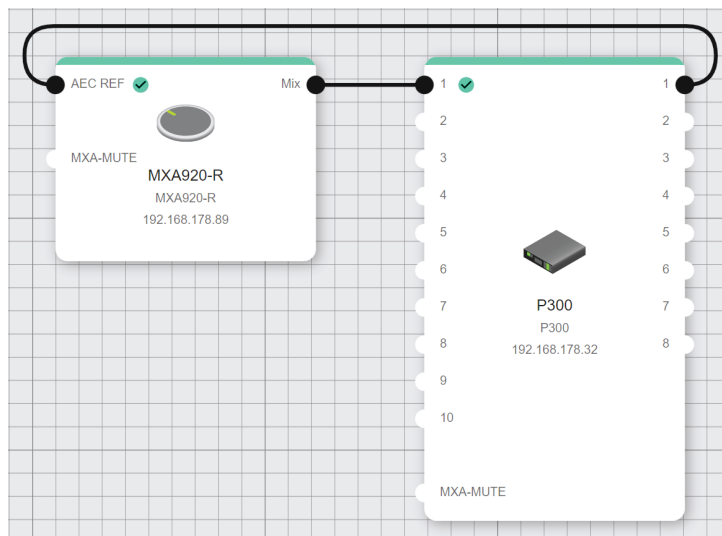 AEC REF
Mix
MXA-MUTE
MXA920-R
MXA920-R
192.168.178.89
1
1
2
2
3
3
4
4
5
5
6
6
P300
7
7
P300
8
8
192.168.178.32
9
10
MXA-MUTE